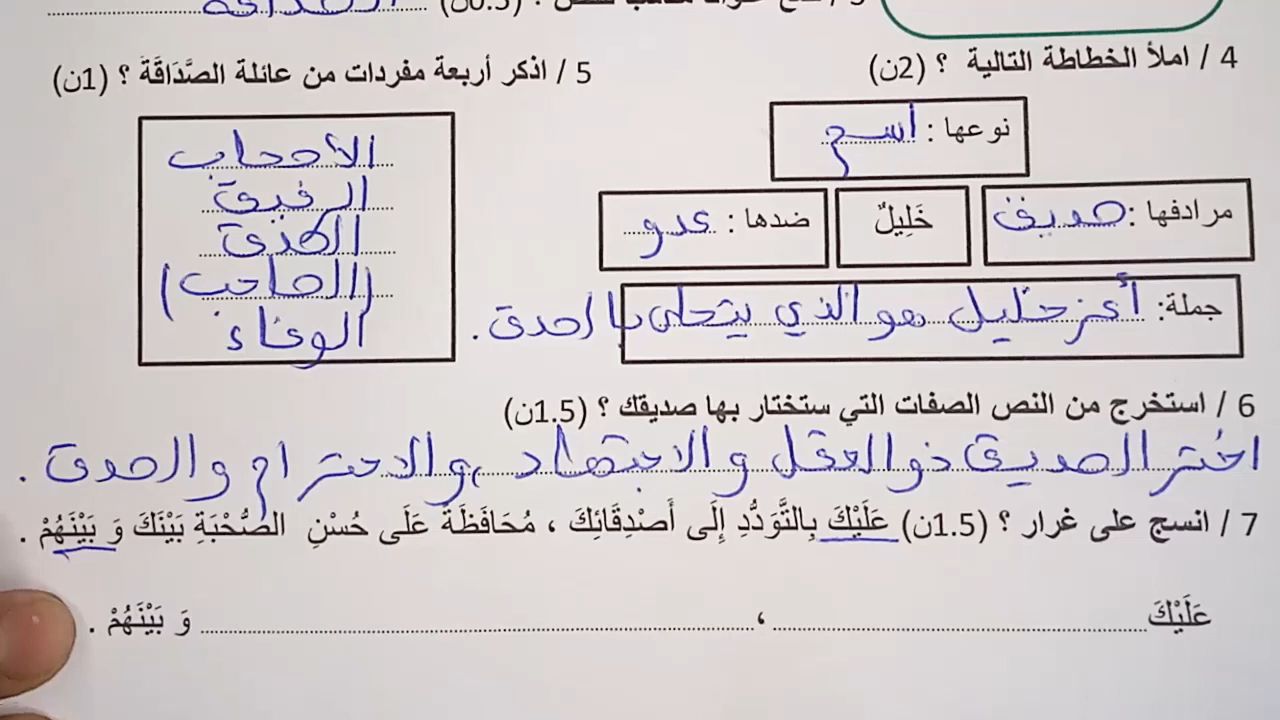 (0.5ن)
4 / املأ الخطاطة التالية ؟ (2ن)
نوعها : اسم
مرادفها : صديق
خَلِيلٌ
ضدها : عدو
جملة: أعز خليل هو الذي يتحلى بالصدق .
5 / اذكر أربعة مفردات من عائلة الصَّدَاقَة ؟ (1ن)
الأصحاب
الرفيق
الصدق
(الصاحب)
الوفاء
6 / استخرج من النص الصفات التي ستختار بها صديقك ؟ (1.5ن)
اختر الصديق ذو العقل والاجتهاد ، والاحترام والصدق .
7 / انسج على غرار ؟ (1.5ن) عَلَيْكَ بِالتَّوَدُّدِ إِلَى أَصْدِقَائِكَ ، مُحَافَظَةً عَلَى حُسْنِ الصُّحْبَةِ بَيْنَكَ وَ بَيْنَهُمْ .
عَلَيْكَ ، وَ بَيْنَهُمْ .